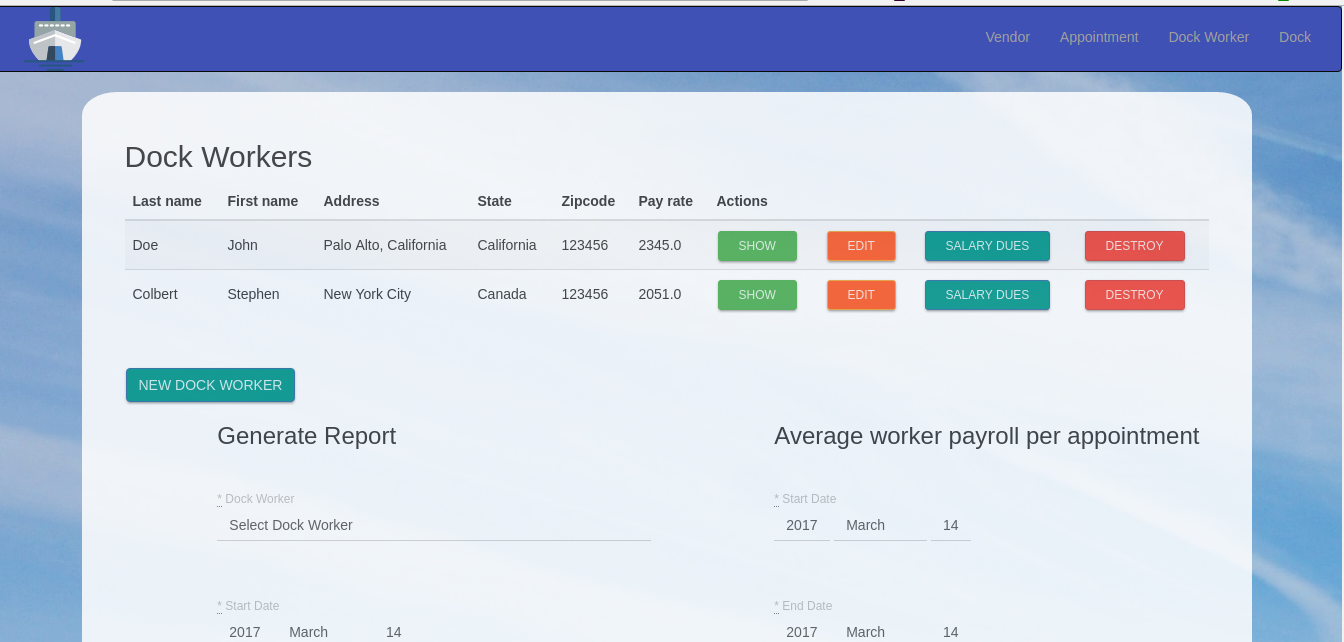 Vendor Appointment Dock Worker Dock
Dock Workers
Last name First name Address State Zipcode Pay rate Actions
Doe John Palo Alto, California California 123456 2345.0 SHOW EDIT SALARY DUES DESTROY
Colbert Stephen New York City Canada 123456 2051.0 SHOW EDIT SALARY DUES DESTROY
NEW DOCK WORKER
Generate Report
* Dock Worker
Select Dock Worker
* Start Date
2017 March 14
Average worker payroll per appointment
* Start Date
2017 March 14
* End Date
2017 March 14